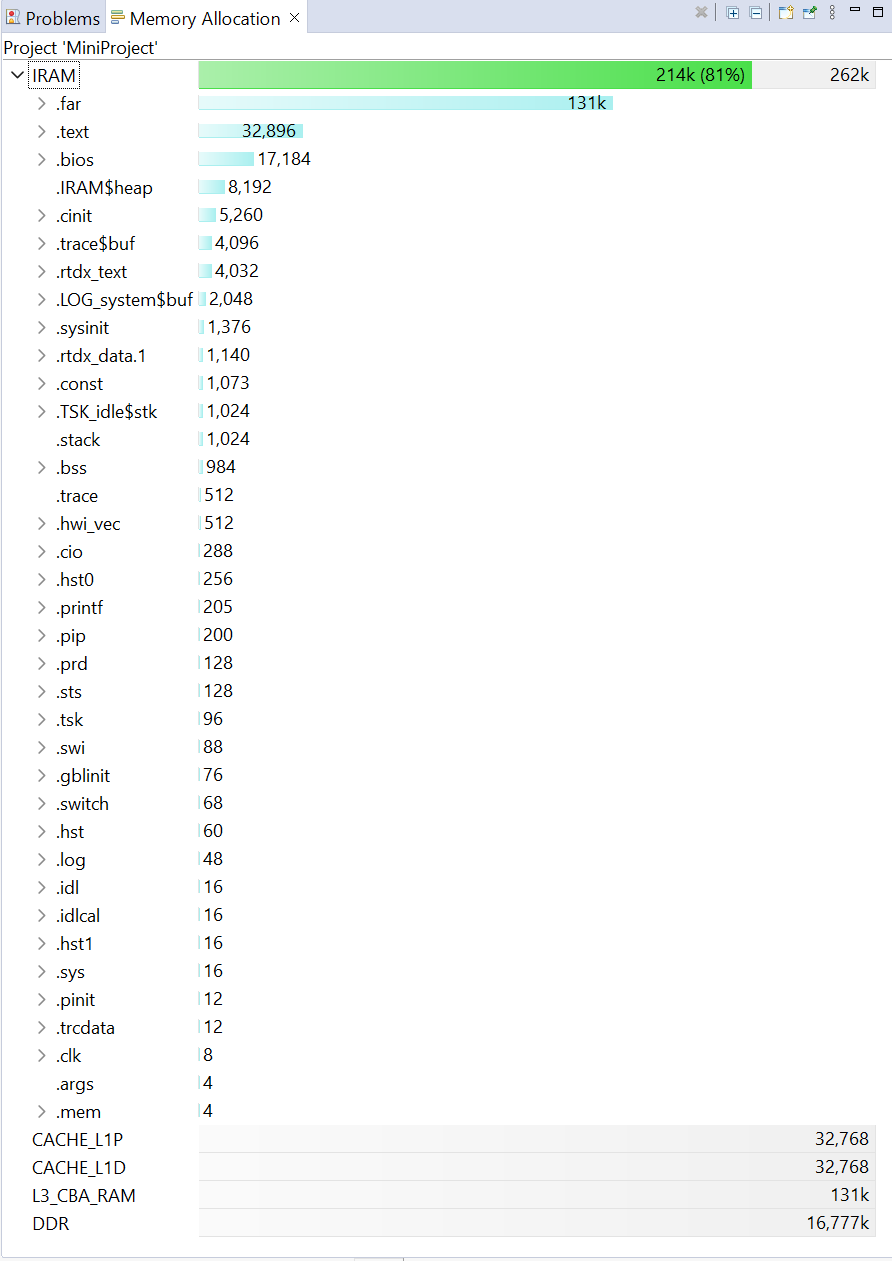 Problems Memory Allocation
Project 'MiniProject'
IRAM 214k (81%) 262k
.far 131k
.text 32,896
.bios 17,184
.IRAM$heap 8,192
.cinit 5,260
.trace$buf 4,096
.rtdx_text 4,032
.LOG_system$buf 2,048
.sysinit 1,376
.rtdx_data.1 1,140
.const 1,073
.TSK_idle$stk 1,024
.stack 1,024
.bss 984
.trace 512
.hwi_vec 512
.cio 288
.hst0 256
.printf 205
.pip 200
.prd 128
.sts 128
.tsk 96
.swi 88
.gblinit 76
.switch 68
.hst 60
.log 48
.idl 16
.idlcal 16
.hst1 16
.sys 16
.pinit 12
.trcdata 12
.clk 8
.args 4
.mem 4
CACHE_L1P 32,768
CACHE_L1D 32,768
L3_CBA_RAM 131k
DDR 16,777k